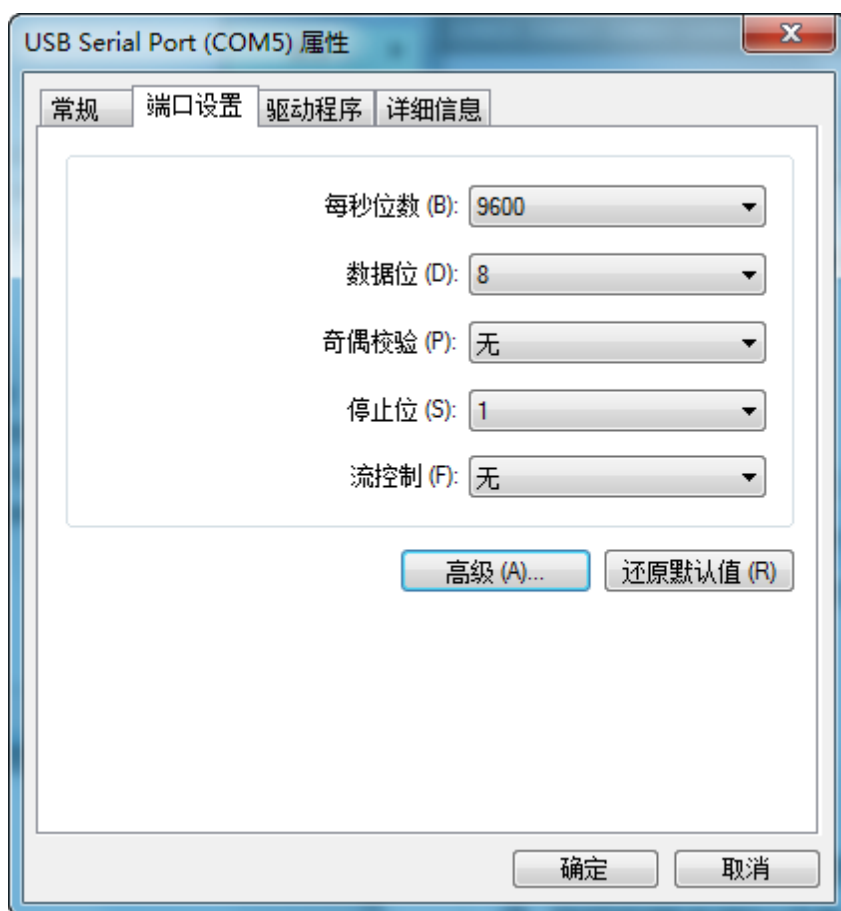 USB Serial Port (COM5) 属性
常规 端口设置 驱动程序 详细信息
每秒位数 (B): 9600
数据位 (D): 8
奇偶校验 (P): 无
停止位 (S): 1
流控制 (F): 无
高级 (A)... 还原默认值 (R)
确定 取消